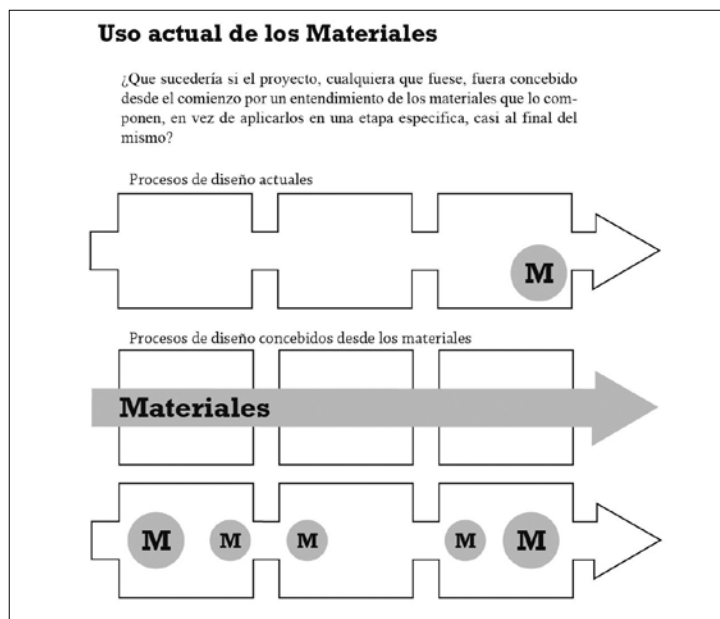 Uso actual de los Materiales
¿Que sucedería si el proyecto, cualquiera que fuese, fuera concebido
desde el comienzo por un entendimiento de los materiales que lo com-
ponen, en vez de aplicarlos en una etapa especifica, casi al final del
mismo?
Procesos de diseño actuales
M
Procesos de diseño concebidos desde los materiales
Materiales
M M M M M